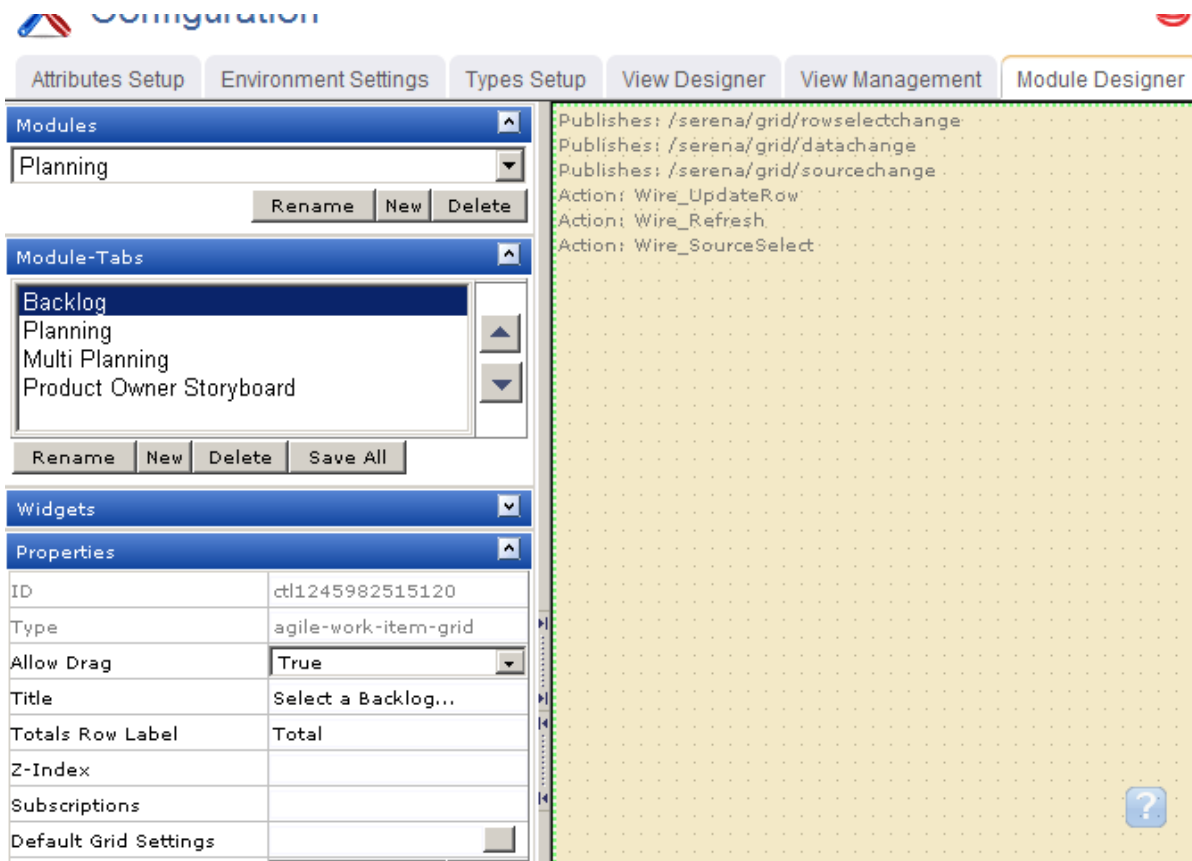 Configuration
Attributes Setup
Environment Settings
Types Setup
View Designer
View Management
Module Designer
Modules
Planning
Rename
New
Delete
Module-Tabs
Backlog
Planning
Multi Planning
Product Owner Storyboard
Rename
New
Delete
Save All
Widgets
Properties
ID ctl1245982515120
Type agile-work-item-grid
Allow Drag True
Title Select a Backlog...
Totals Row Label Total
Z-Index
Subscriptions
Default Grid Settings
Publishes: /serena/grid/rowselectchange
Publishes: /serena/grid/datachange
Publishes: /serena/grid/sourcechange
Action: Wire_UpdateRow
Action: Wire_Refresh
Action: Wire_SourceSelect
?